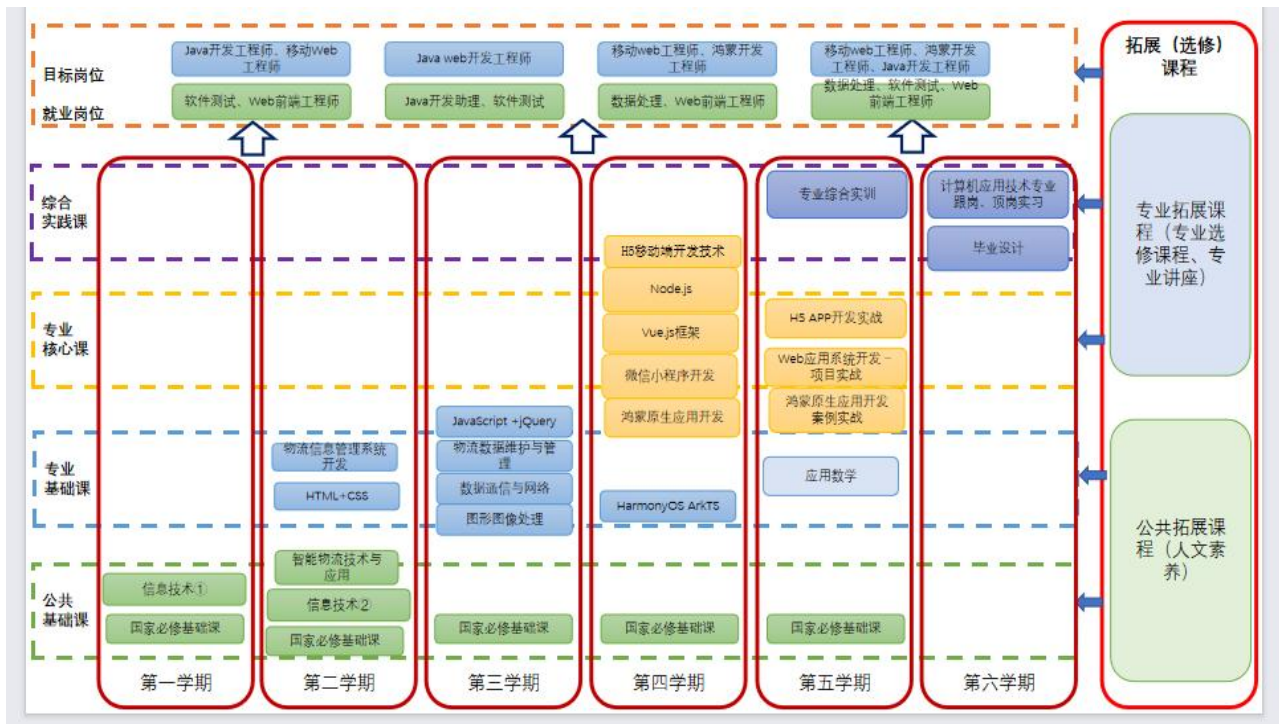 Java开发工程师、移动Web
工程师
Java web开发工程师
移动web工程师、鸿蒙开发
工程师
移动web工程师、鸿蒙开发
工程师、Java开发工程师
目标岗位
软件测试、Web前端工程师
Java开发助理、软件测试
数据处理、Web前端工程师
数据处理、软件测试、Web
前端工程师
就业岗位
拓展（选修）
课程
综合
实践课
专业综合实训
计算机应用技术专业
跟岗、顶岗实习
毕业设计
专业拓展课
程（专业选
修课程、专
业讲座）
H5移动端开发技术
Node.js
专业
核心课
Vue.js框架
微信小程序开发
鸿蒙原生应用开发
H5 APP开发实战
Web应用系统开发－
项目实战
鸿蒙原生应用开发
案例实战
专业
基础课
物流信息管理系统
开发
HTML+CSS
JavaScript +jQuery
物流数据维护与管
理
数据通信与网络
图形图像处理
HarmonyOS ArkTS
应用数学
公共拓展课
程（人文素
养）
公共
基础课
信息技术①
国家必修基础课
智能物流技术与
应用
信息技术②
国家必修基础课
国家必修基础课
国家必修基础课
国家必修基础课
第一学期
第二学期
第三学期
第四学期
第五学期
第六学期